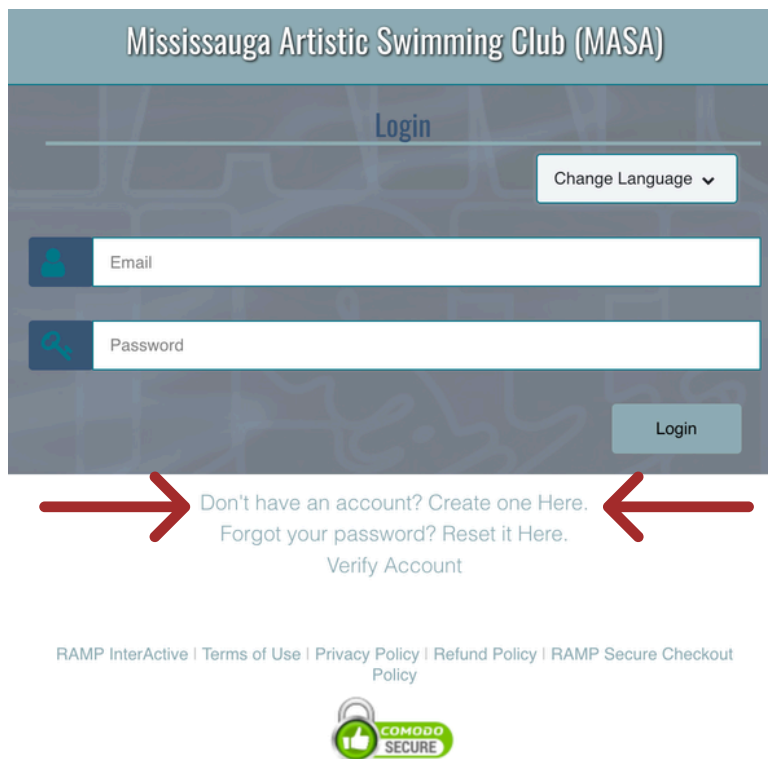 Mississauga Artistic Swimming Club (MASA)
Login
Change Language
Email
Password
Login
Don't have an account? Create one Here.
Forgot your password? Reset it Here.
Verify Account
RAMP InterActive | Terms of Use | Privacy Policy | Refund Policy | RAMP Secure Checkout
Policy
COMODO
SECURE